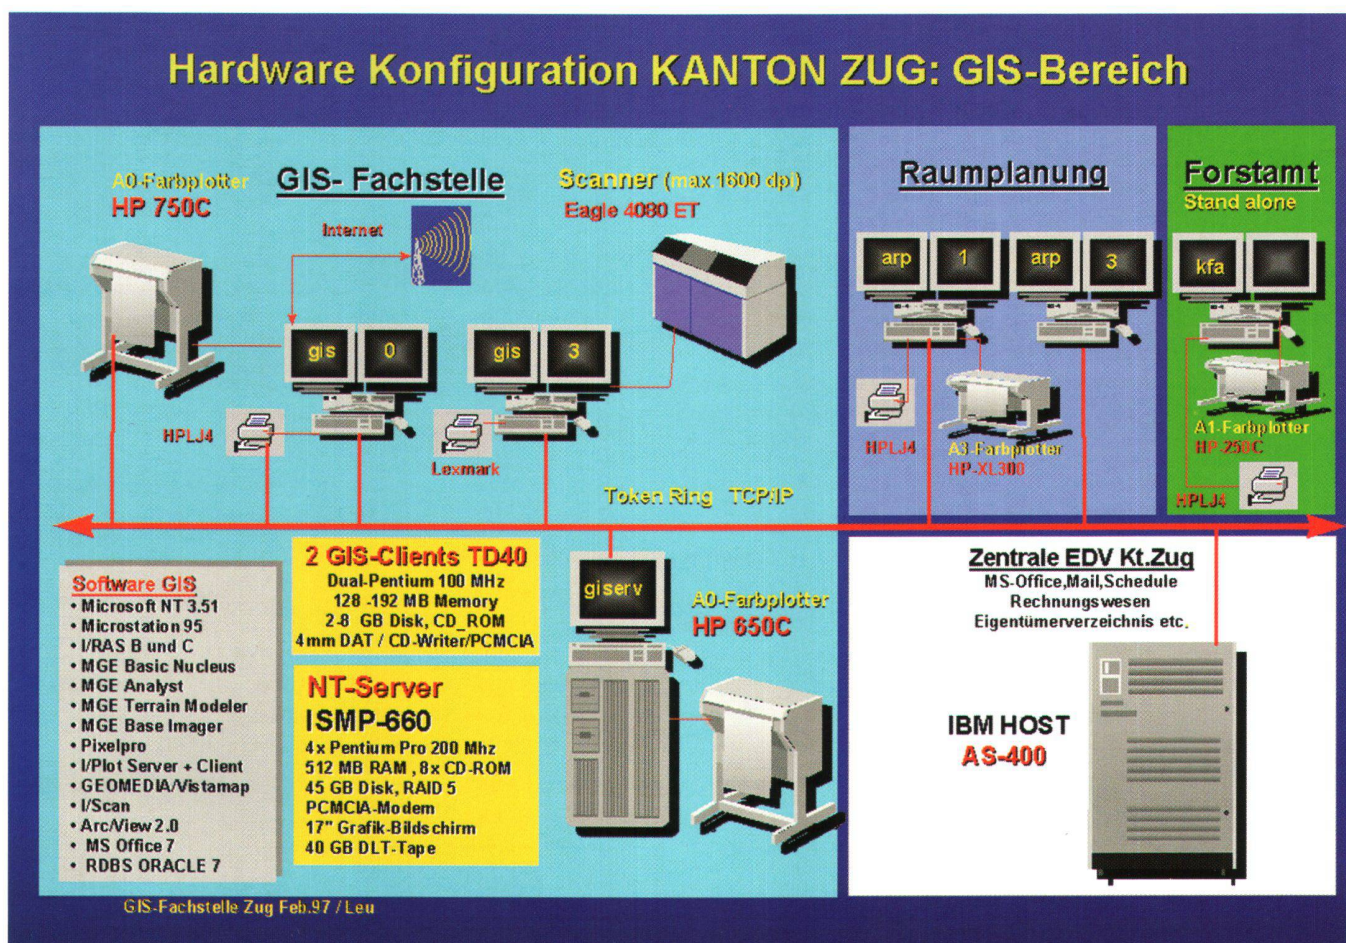 Hardware Konfiguration KANTON ZUG: GIS-Bereich
A0-Farbplotter
HP 750C
GIS- Fachstelle
Internet
Scanner (max 1600 dpi)
Eagle 4080 ET
gis
0
gis
3
HPLJ4
Lexmark
Raumplanung
arp
1
arp
3
HPLJ4
A3-Farbplotter
HP-XL300
Forstamt
Stand alone
kfa
A1-Farbplotter
HP-250C
HPLJ4
Token Ring TCP/IP
Software GIS
• Microsoft NT 3.51
• Microstation 95
• I/RAS B und C
• MGE Basic Nucleus
• MGE Analyst
• MGE Terrain Modeler
• MGE Base Imager
• Pixelpro
• I/Plot Server + Client
• GEOMEDIA/Vistamap
• I/Scan
• Arc/View 2.0
• MS Office 7
• RDBS ORACLE 7
2 GIS-Clients TD40
Dual-Pentium 100 MHz
128 -192 MB Memory
2-8 GB Disk, CD_ROM
4mm DAT / CD-Writer/PCMCIA
NT-Server
ISMP-660
4x Pentium Pro 200 Mhz
512 MB RAM , 8x CD-ROM
45 GB Disk, RAID 5
PCMCIA-Modem
17" Grafik-Bildschirm
40 GB DLT-Tape
giserv
A0-Farbplotter
HP 650C
Zentrale EDV Kt.Zug
MS-Office,Mail,Schedule
Rechnungswesen
Eigentümerverzeichnis etc.
IBM HOST
AS-400
GIS-Fachstelle Zug Feb.97 / Leu